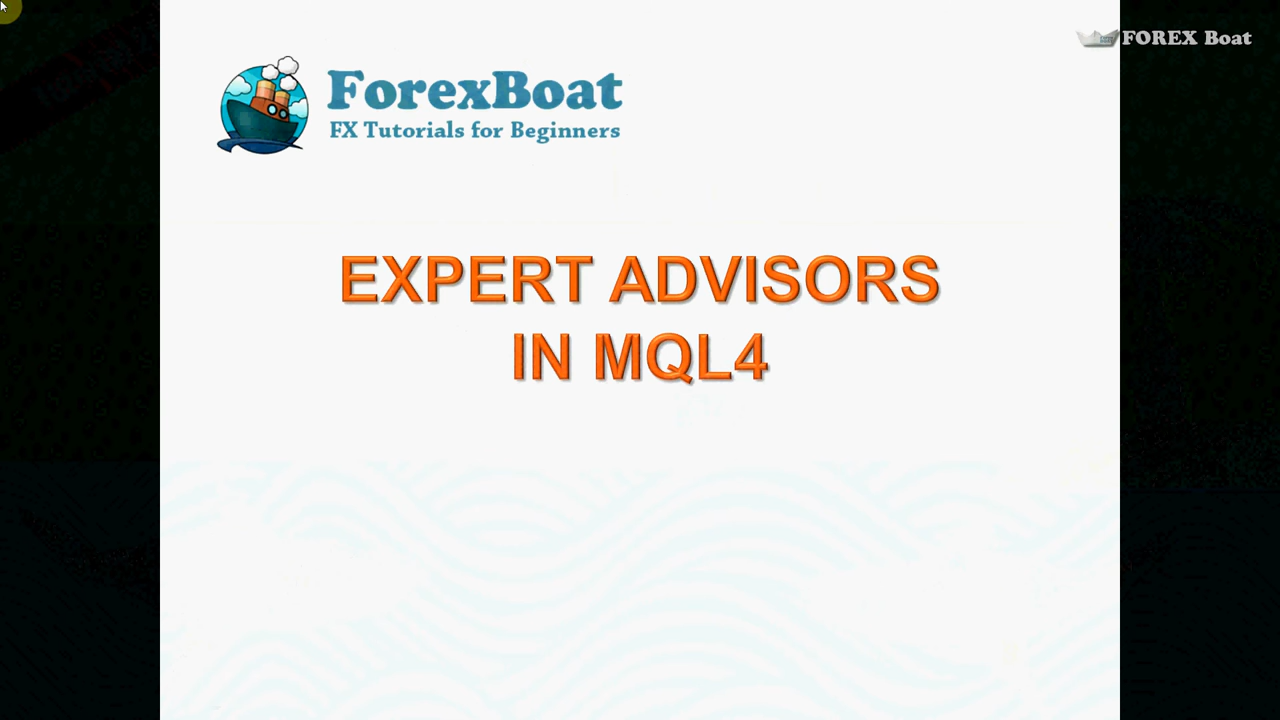 FOREX Boat
ForexBoat
FX Tutorials for Beginners
EXPERT ADVISORS
IN MQL4